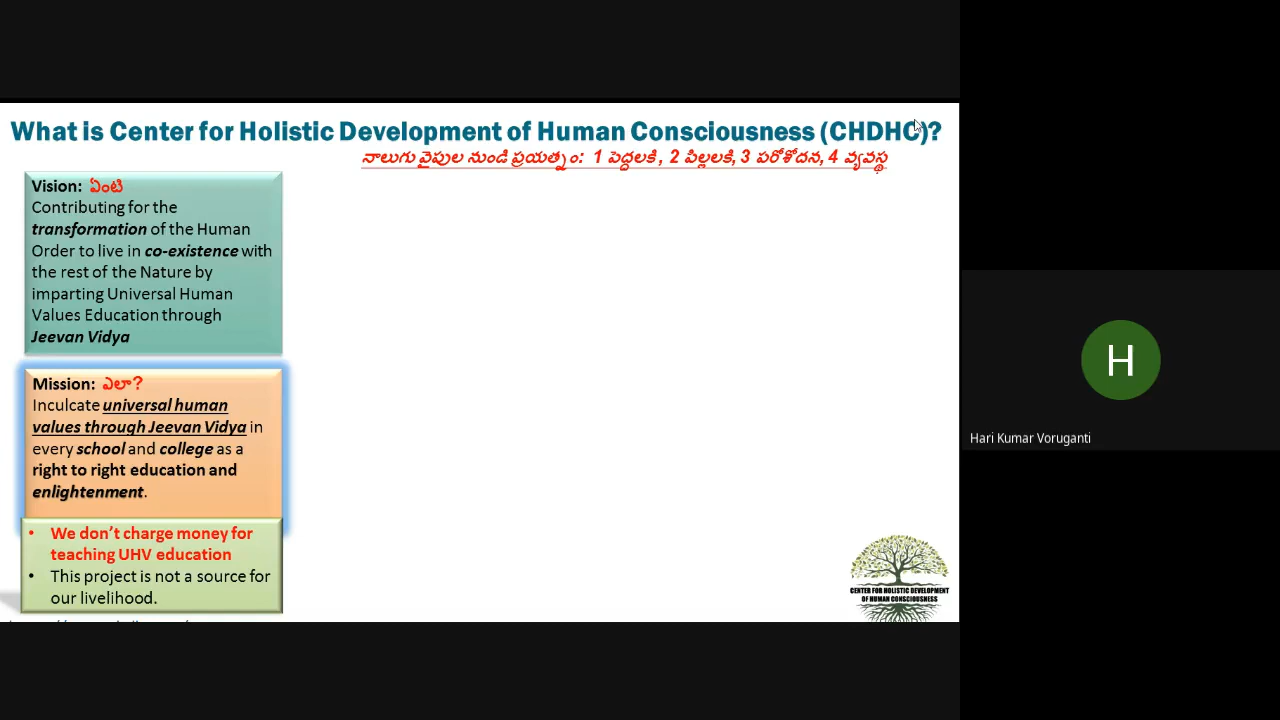 What is Center for Holistic Development of Human Consciousness (CHDHC)?
నాలుగు వైపుల నుండి ప్రయత్నం: 1 పెద్దలకి , 2 పిల్లలకి, 3 పరోశోదన, 4 వ్యవస్థ
Vision: ఏంటి
Contributing for the
transformation of the Human
Order to live in co-existence with
the rest of the Nature by
imparting Universal Human
Values Education through
Jeevan Vidya
Mission: ఎలా?
Inculcate universal human
values through Jeevan Vidya in
every school and college as a
right to right education and
enlightenment.
• We don't charge money for
teaching UHV education
• This project is not a source for
our livelihood.
CENTER FOR HOLISTIC DEVELOPMENT
OF HUMAN CONSCIOUSNESS
H
Hari Kumar Voruganti